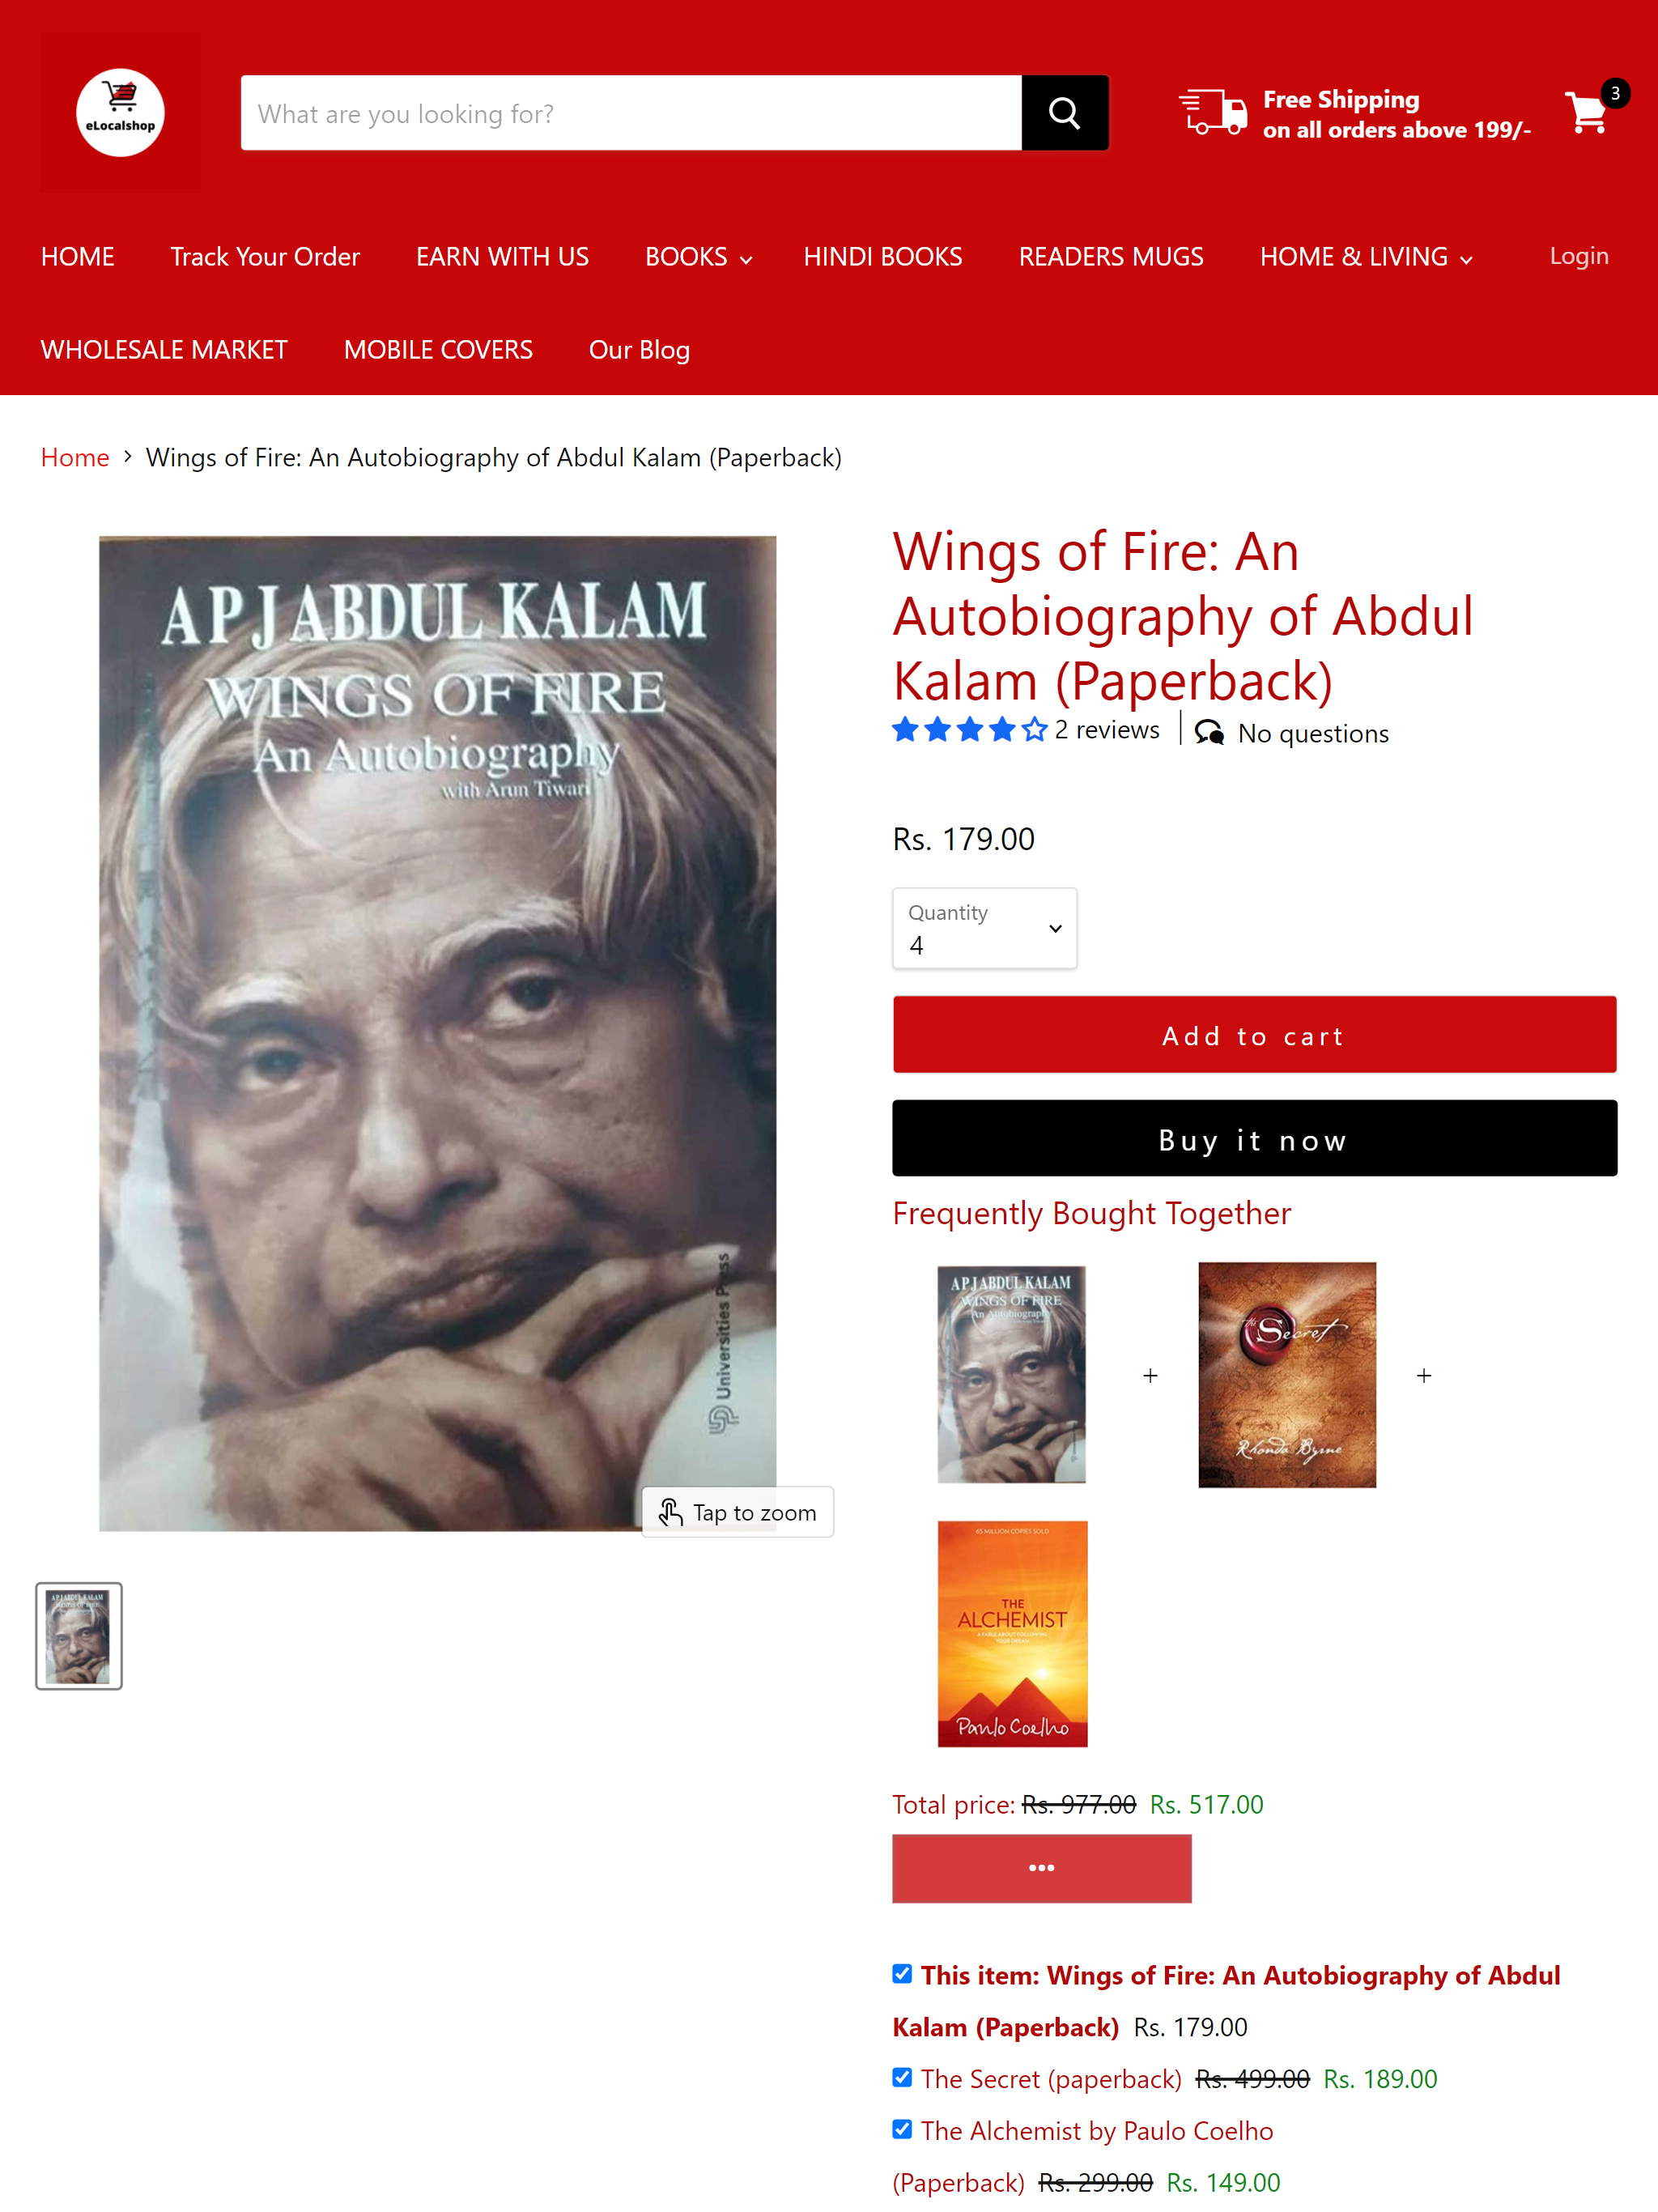 eLocalshop
What are you looking for?
Free Shipping
on all orders above 199/-
3
HOME
Track Your Order
EARN WITH US
BOOKS
HINDI BOOKS
READERS MUGS
HOME & LIVING
Login
WHOLESALE MARKET
MOBILE COVERS
Our Blog
Home > Wings of Fire: An Autobiography of Abdul Kalam (Paperback)
A P J ABDUL KALAM
WINGS OF FIRE
An Autobiography
with Arun Tiwari
Universities Press
Tap to zoom
Wings of Fire: An
Autobiography of Abdul
Kalam (Paperback)
2 reviews
No questions
Rs. 179.00
Quantity
4
Add to cart
Buy it now
Frequently Bought Together
A P J ABDUL KALAM
WINGS OF FIRE
An Autobiography
+
The Secret
Rhonda Byrne
+
65 MILLION COPIES SOLD
THE
ALCHEMIST
A FABLE ABOUT FOLLOWING
YOUR DREAM
Paulo Coelho
Total price: Rs. 977.00 Rs. 517.00
•••
This item: Wings of Fire: An Autobiography of Abdul
Kalam (Paperback) Rs. 179.00
The Secret (paperback) Rs. 499.00 Rs. 189.00
The Alchemist by Paulo Coelho
(Paperback) Rs. 299.00 Rs. 149.00